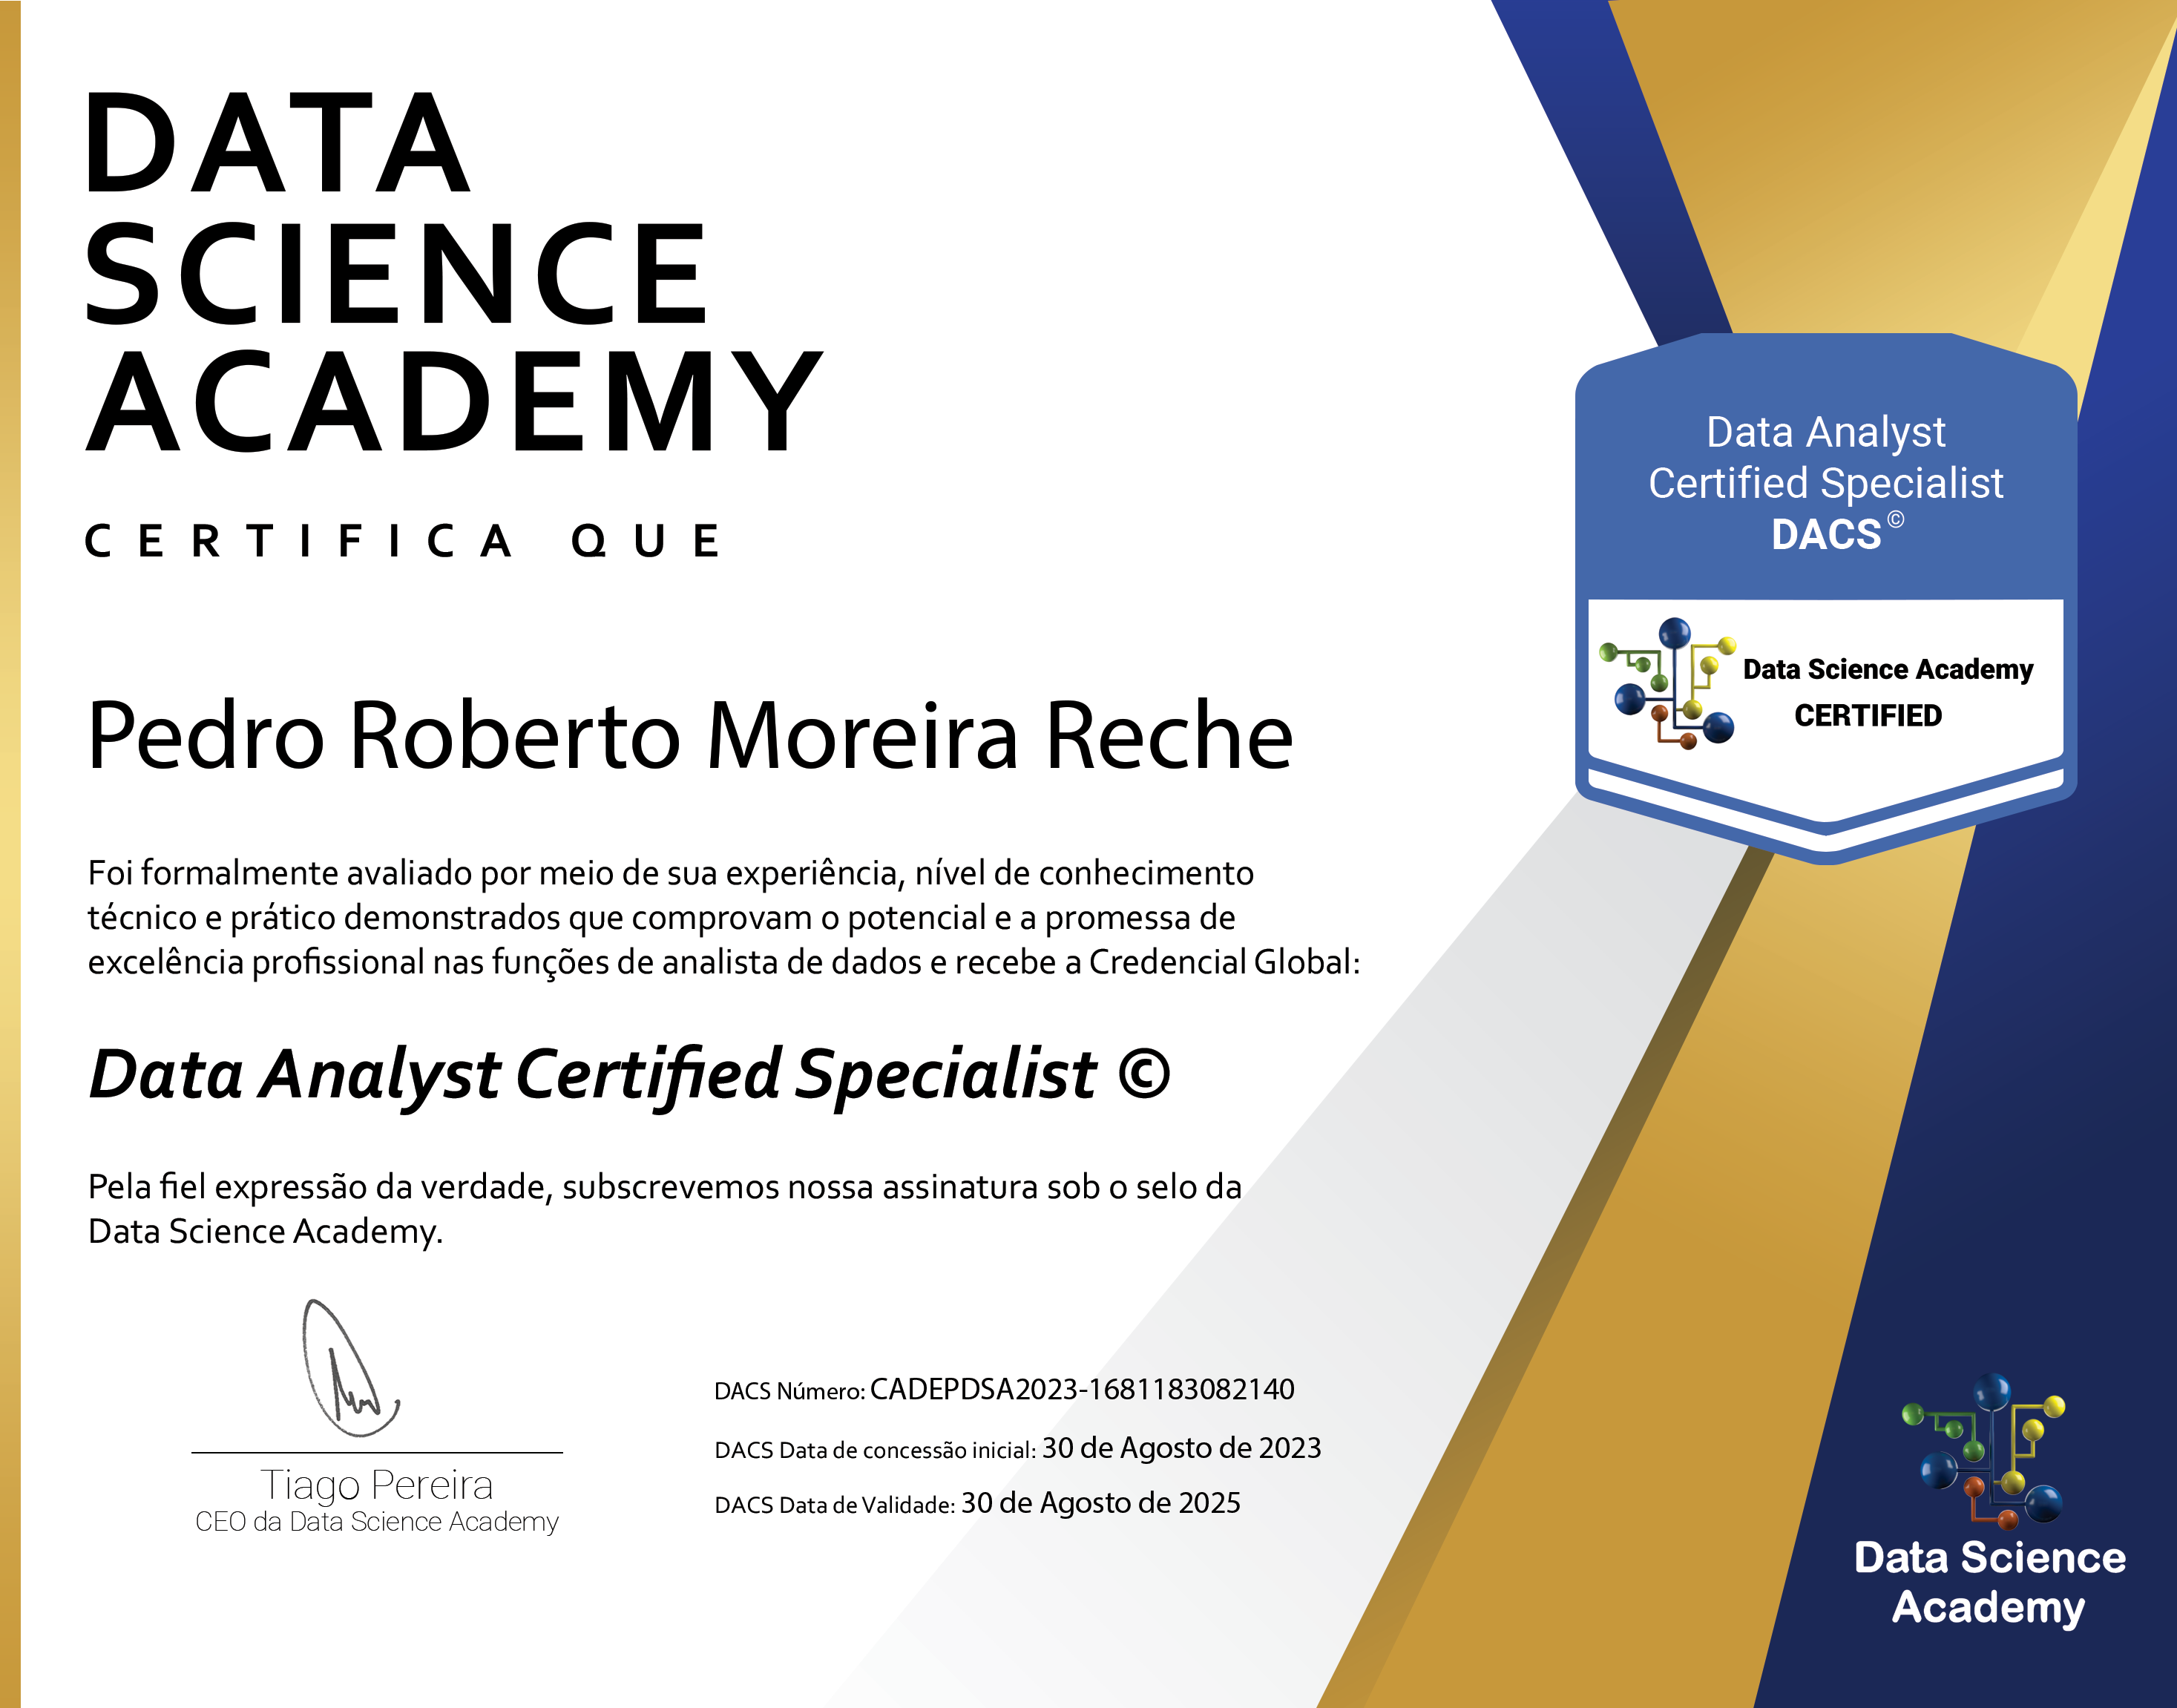 DATA
SCIENCE
ACADEMY
CERTIFICA QUE
Pedro Roberto Moreira Reche
Foi formalmente avaliado por meio de sua experiência, nível de conhecimento
técnico e prático demonstrados que comprovam o potencial e a promessa de
excelência profissional nas funções de analista de dados e recebe a Credencial Global:
Data Analyst Certified Specialist ©
Pela fiel expressão da verdade, subscrevemos nossa assinatura sob o selo da
Data Science Academy.
Tiago Pereira
CEO da Data Science Academy
DACS Número: CADEPDSA2023-1681183082140
DACS Data de concessão inicial: 30 de Agosto de 2023
DACS Data de Validade: 30 de Agosto de 2025
Data Analyst
Certified Specialist
DACS©
Data Science Academy
CERTIFIED
Data Science
Academy